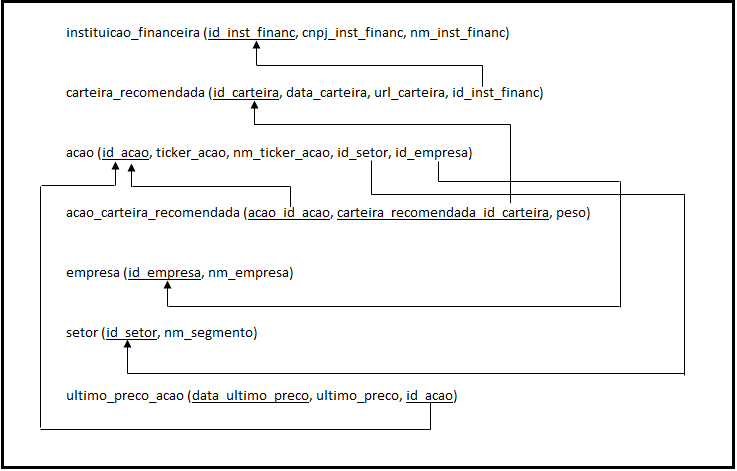 instituicao_financeira (id_inst_financ, cnpj_inst_financ, nm_inst_financ)
carteira_recomendada (id_carteira, data_carteira, url_carteira, id_inst_financ)
acao (id_acao, ticker_acao, nm_ticker_acao, id_setor, id_empresa)
acao_carteira_recomendada (acao_id_acao, carteira_recomendada_id_carteira, peso)
empresa (id_empresa, nm_empresa)
setor (id_setor, nm_segmento)
ultimo_preco_acao (data_ultimo_preco, ultimo_preco, id_acao)